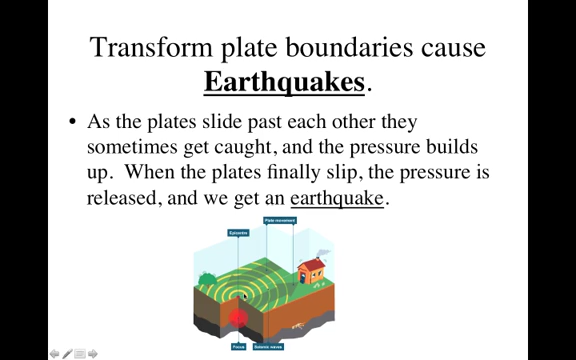 Transform plate boundaries cause
Earthquakes.
• As the plates slide past each other they
sometimes get caught, and the pressure builds
up. When the plates finally slip, the pressure is
released, and we get an earthquake.
Plate movement
Epicentre
Focus
Seismic waves